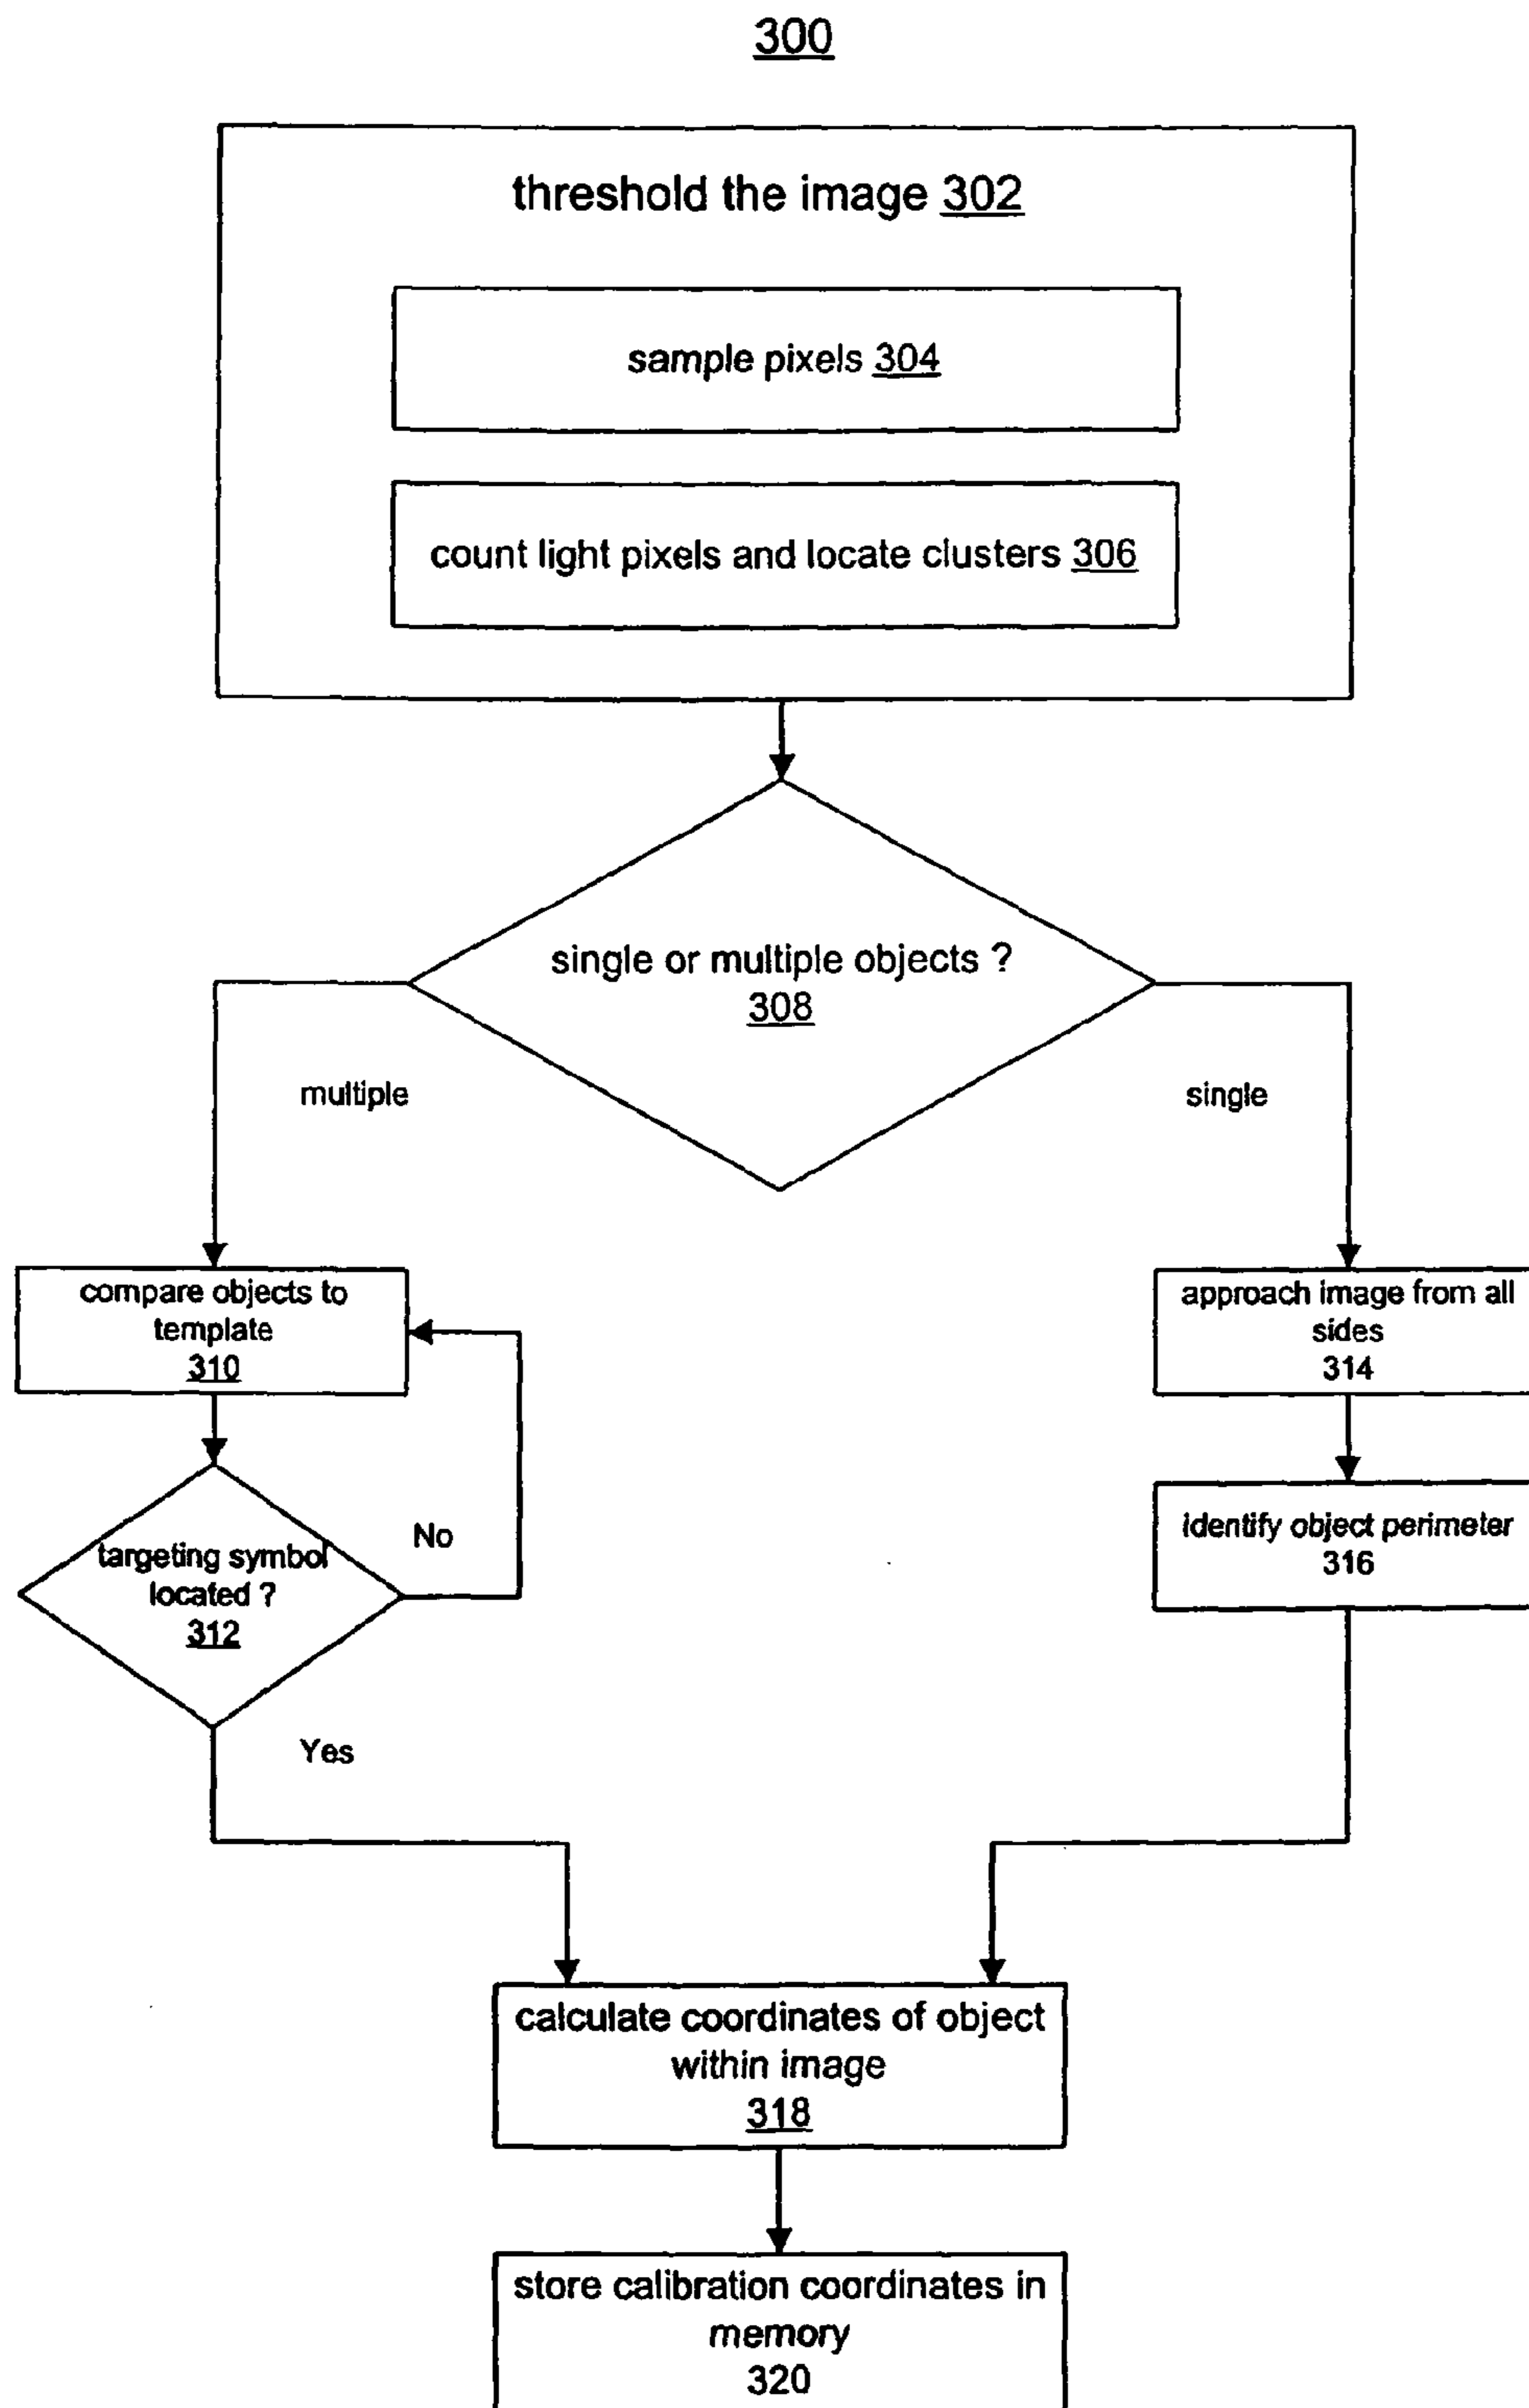 300
threshold the image 302
sample pixels 304
count light pixels and locate clusters 306
single or multiple objects ?
308
multiple
single
compare objects to
template
310
approach image from all
sides
314
targeting symbol
located ?
312
No
identify object perimeter
316
Yes
calculate coordinates of object
within image
318
store calibration coordinates in
memory
320